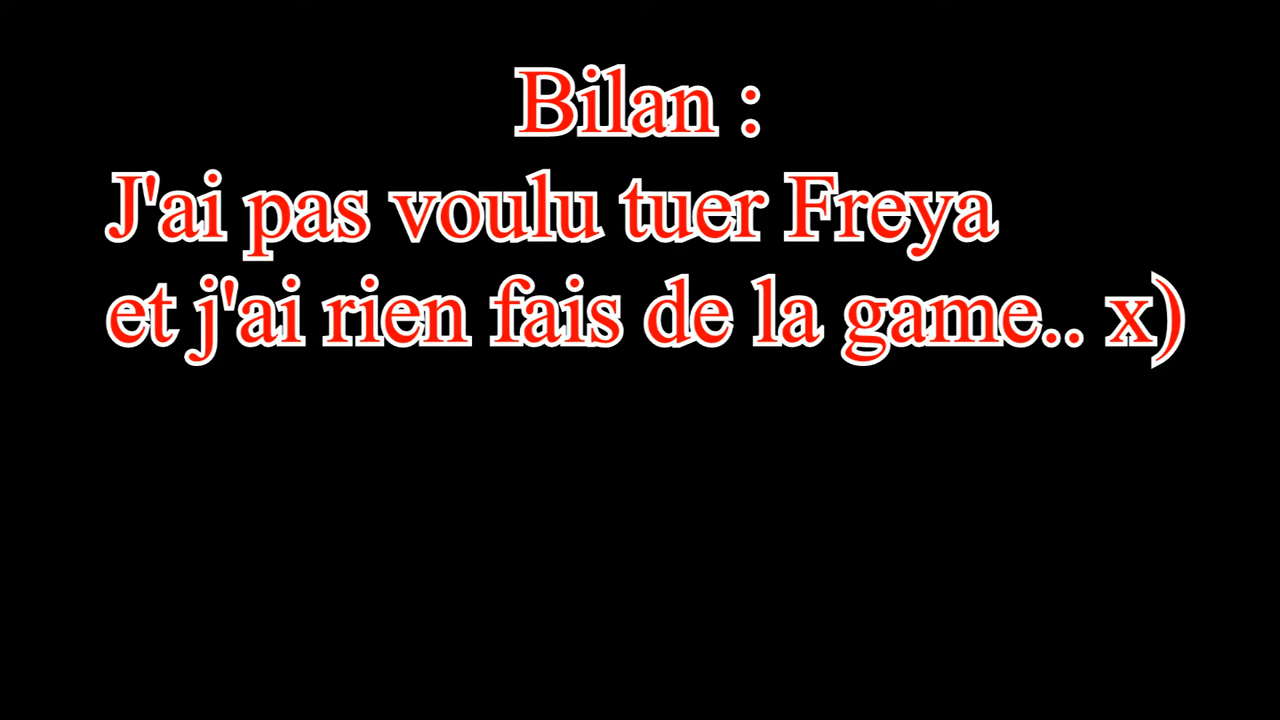 Bilan :
J'ai pas voulu tuer Freya
et j'ai rien fais de la game.. x)